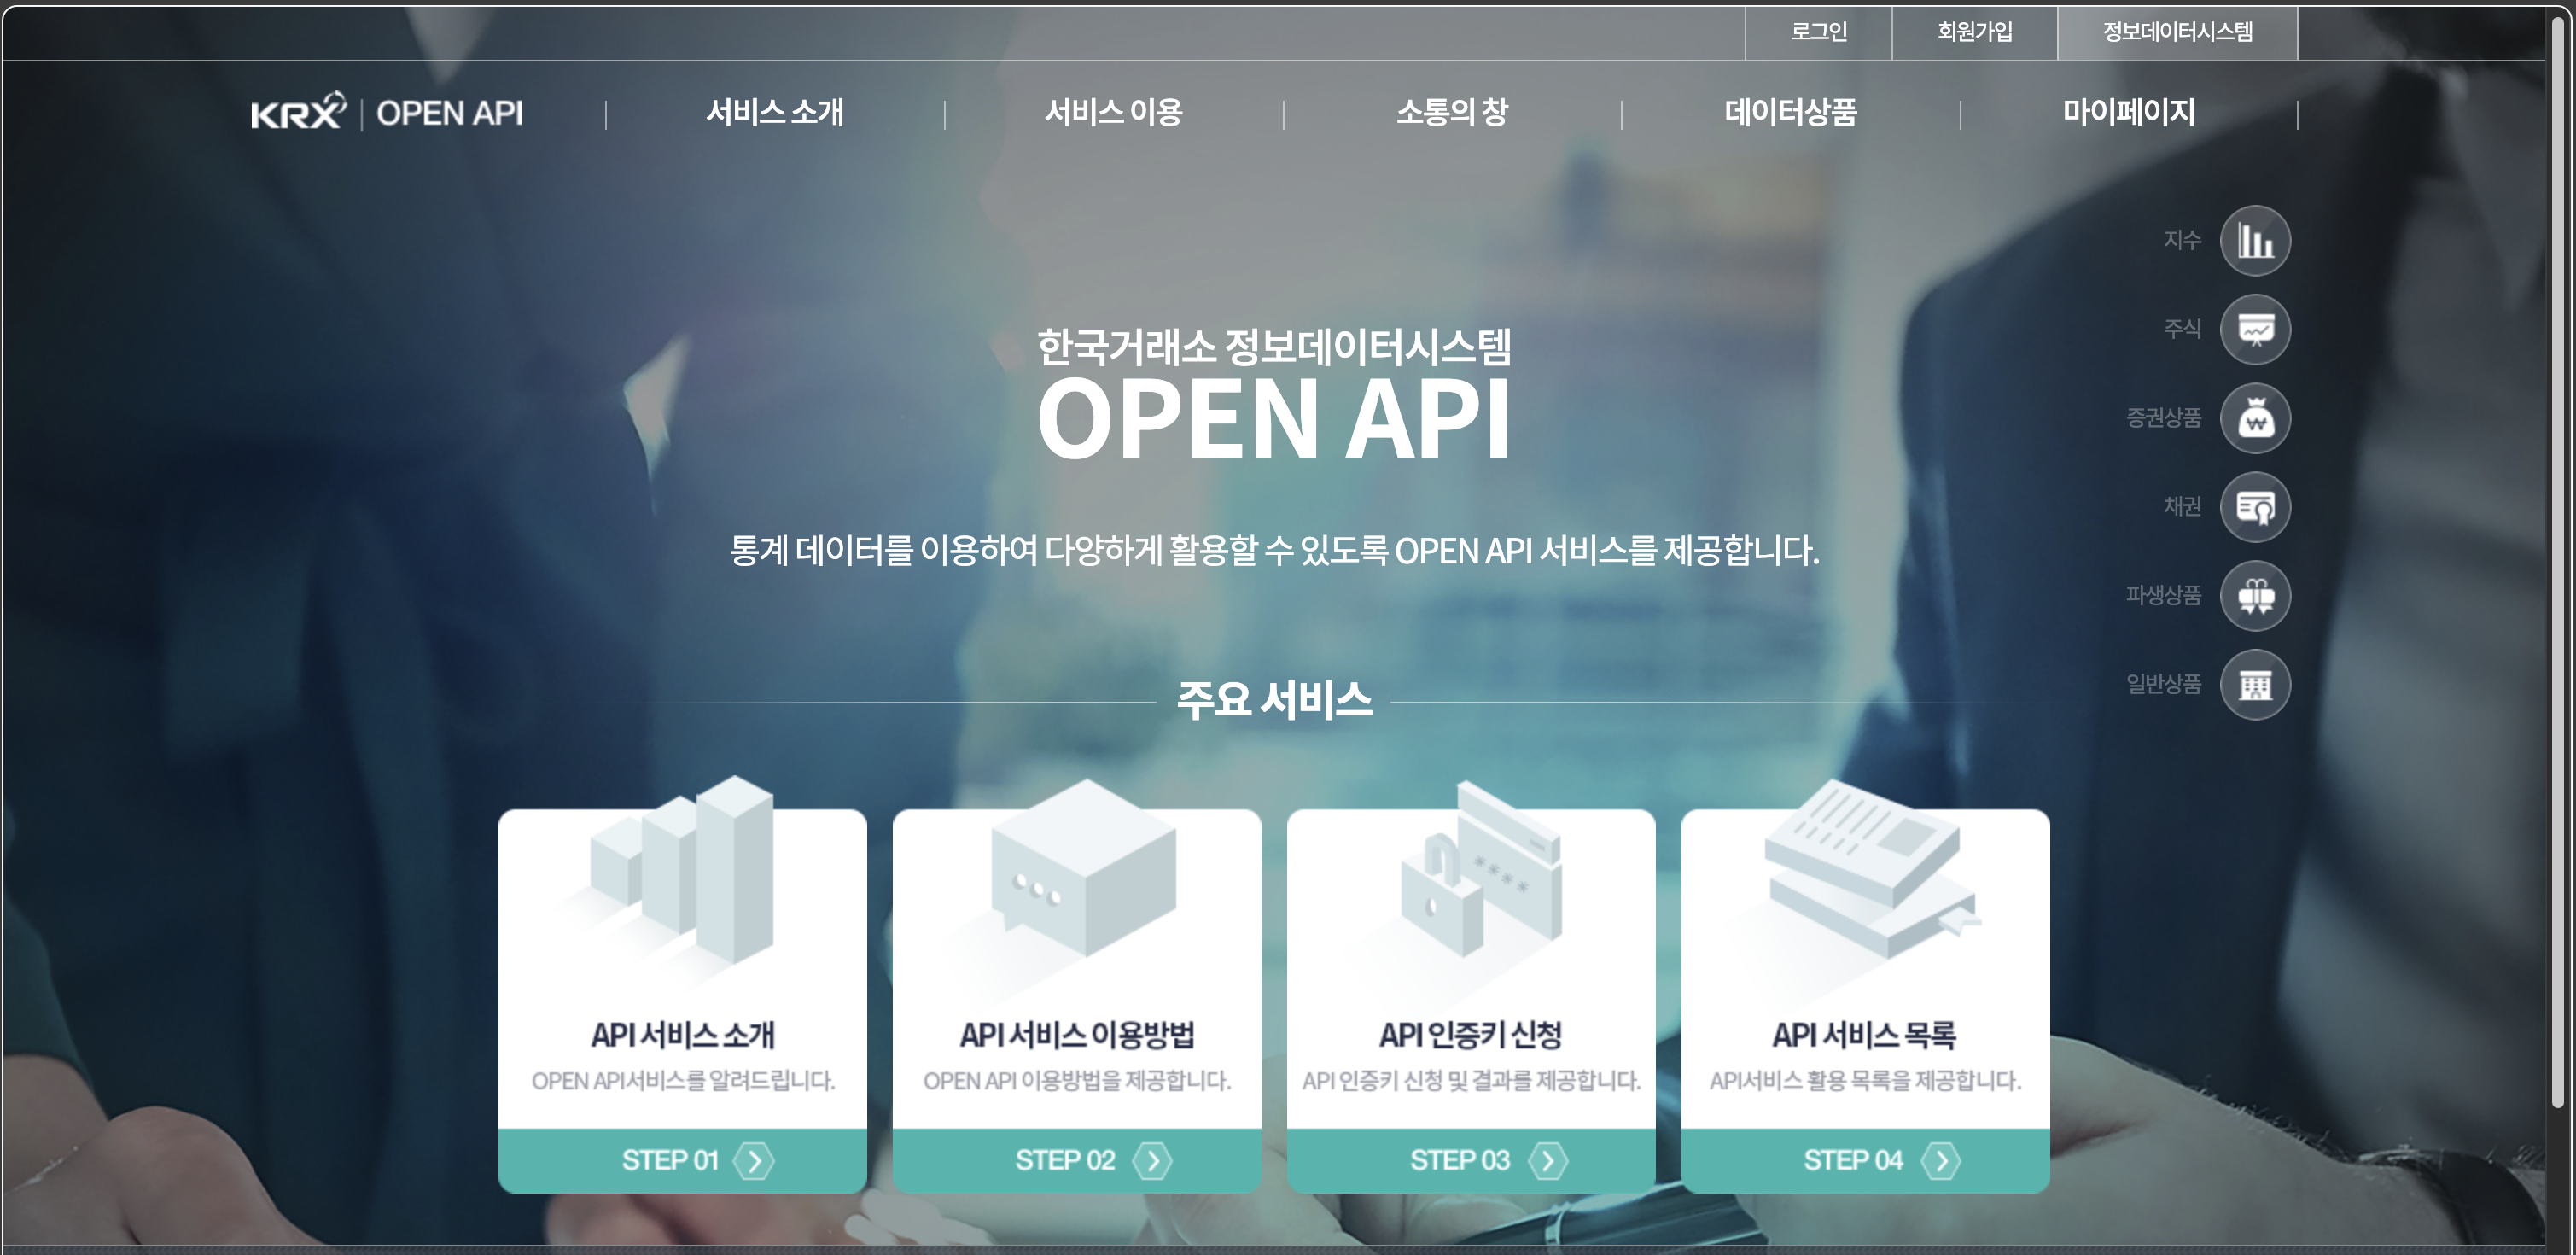 로그인
회원가입
정보데이터시스템
KRX OPEN API
서비스 소개
서비스 이용
소통의 창
데이터상품
마이페이지
지수
주식
증권상품
채권
파생상품
일반상품
한국거래소 정보데이터시스템
OPEN API
통계 데이터를 이용하여 다양하게 활용할 수 있도록 OPEN API 서비스를 제공합니다.
주요 서비스
API 서비스 소개
OPEN API서비스를 알려드립니다.
STEP 01
API 서비스 이용방법
OPEN API 이용방법을 제공합니다.
STEP 02
API 인증키 신청
API 인증키 신청 및 결과를 제공합니다.
STEP 03
API 서비스 목록
API서비스 활용 목록을 제공합니다.
STEP 04